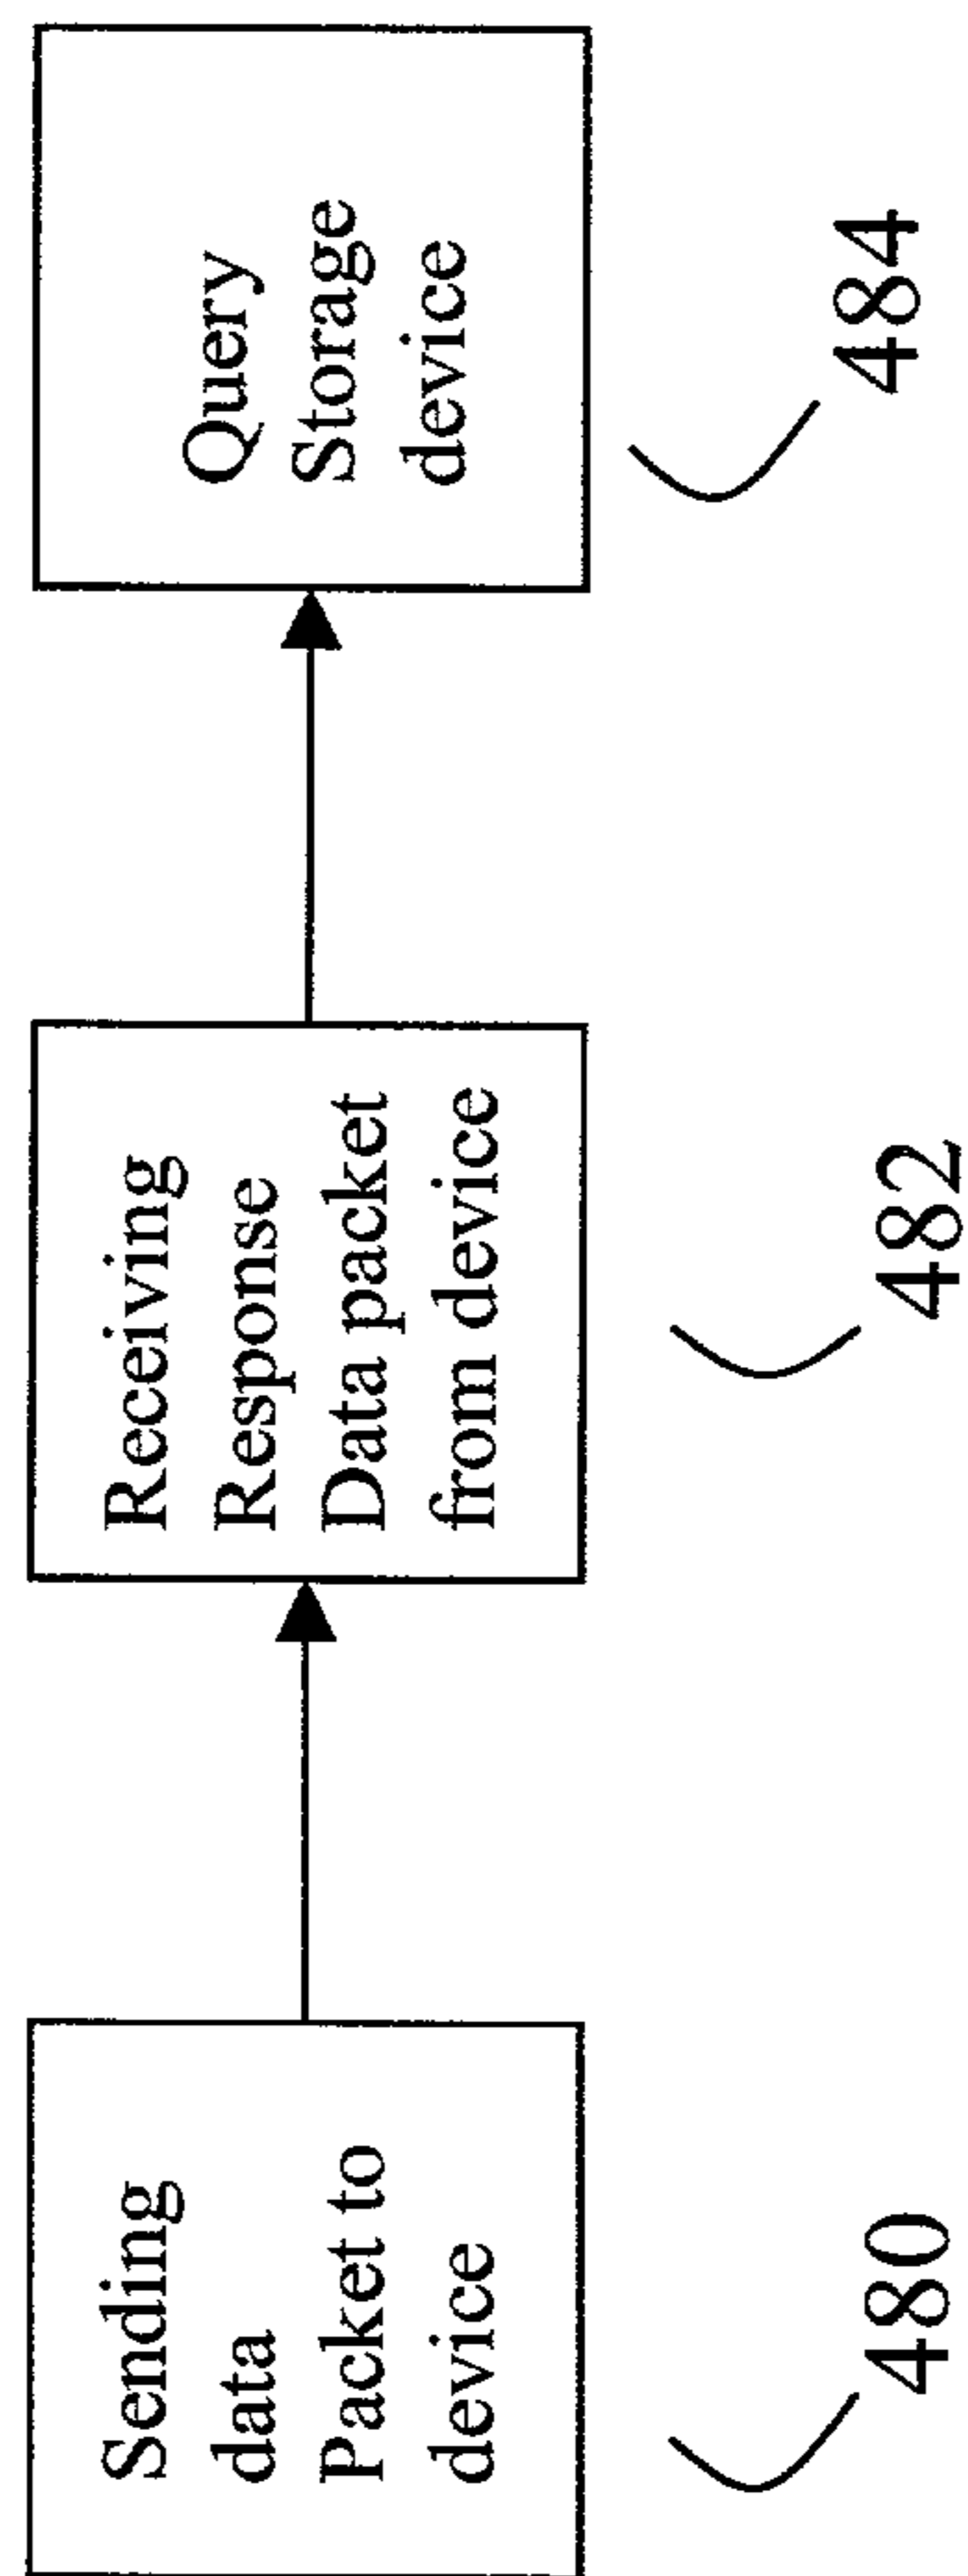 Sending
data
Packet to
device
480
Receiving
Response
Data packet
from device
482
Query
Storage
device
484